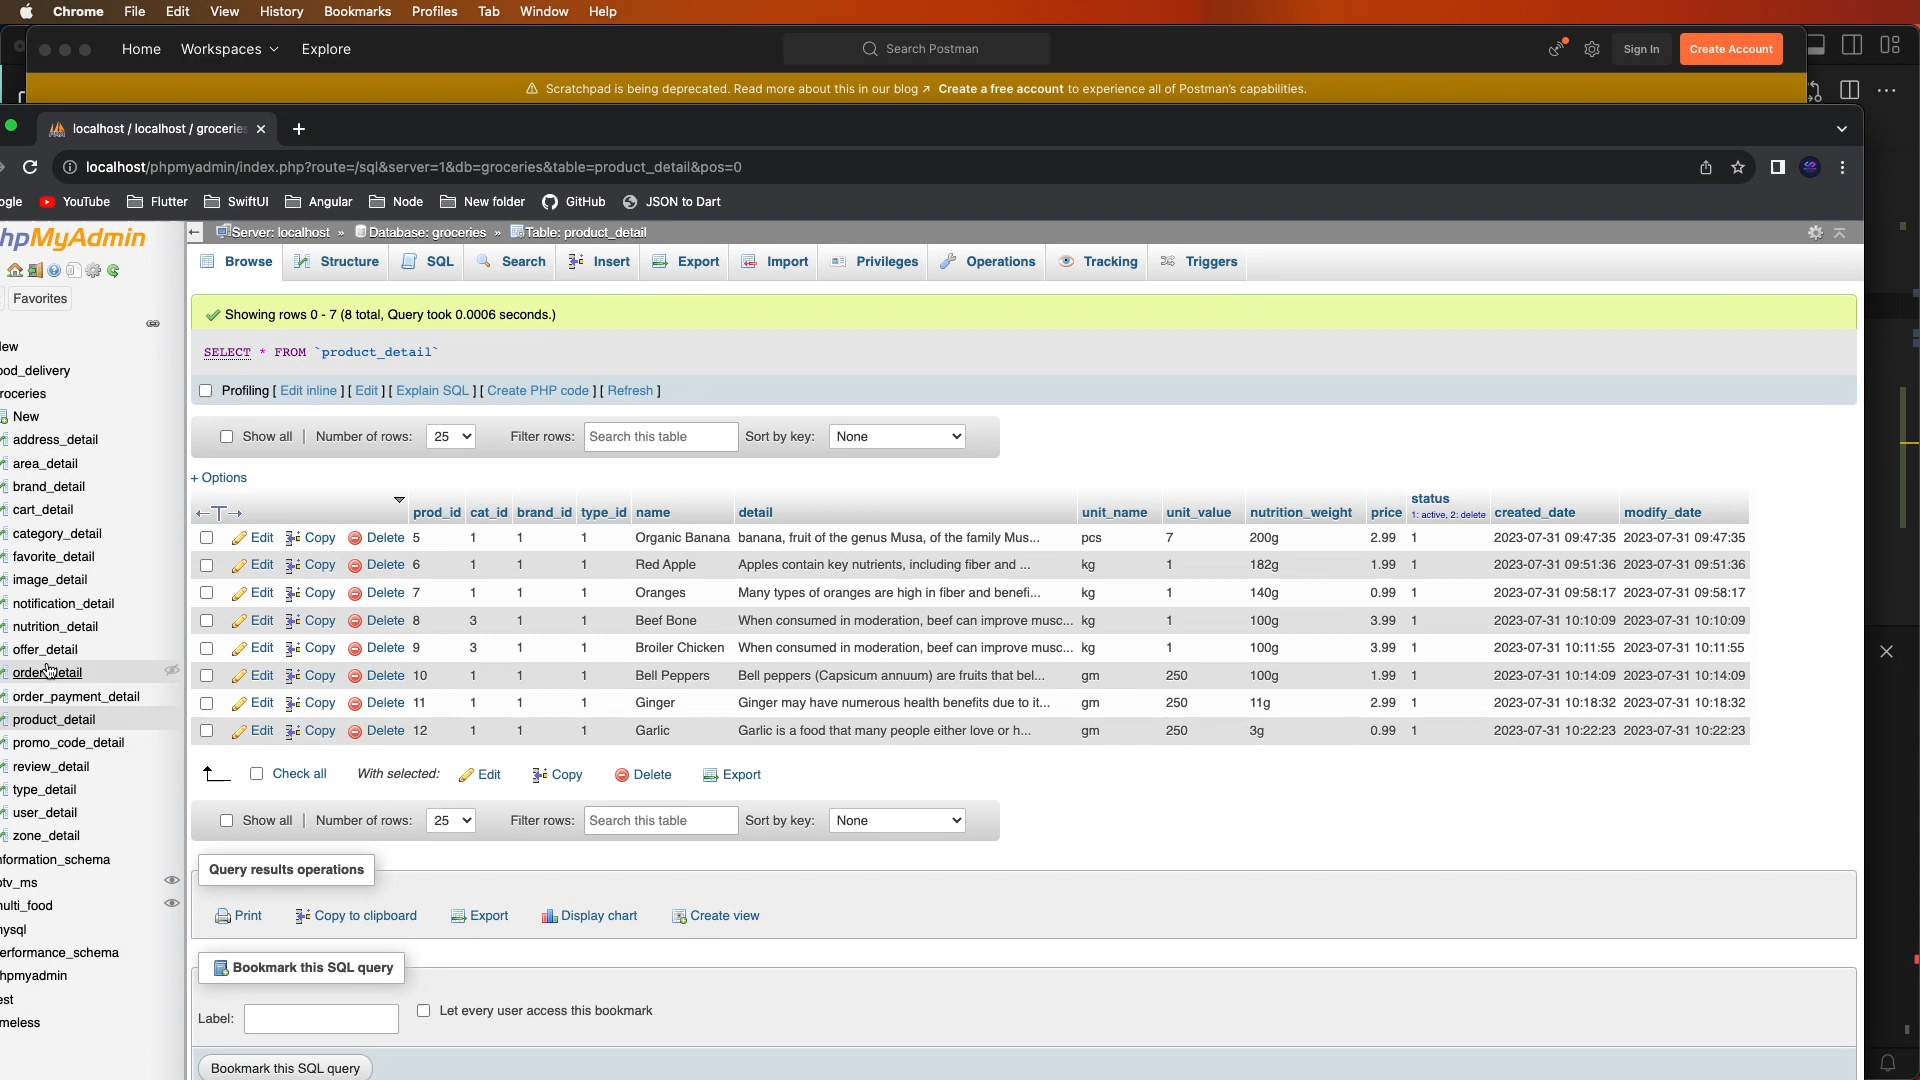 Chrome File Edit View History Bookmarks Profiles Tab Window Help
Home Workspaces Explore Search Postman Sign In Create Account
Scratchpad is being deprecated. Read more about this in our blog ↗ Create a free account to experience all of Postman's capabilities.
localhost / localhost / groceries
localhost/phpmyadmin/index.php?route=/sql&server=1&db=groceries&table=product_detail&pos=0
ogle YouTube Flutter SwiftUI Angular Node New folder GitHub JSON to Dart
hpMyAdmin
Server: localhost » Database: groceries » Table: product_detail
Browse Structure SQL Search Insert Export Import Privileges Operations Tracking Triggers
Favorites
ew
ood_delivery
roceries
New
address_detail
area_detail
brand_detail
cart_detail
category_detail
favorite_detail
image_detail
notification_detail
nutrition_detail
offer_detail
order_detail
order_payment_detail
product_detail
promo_code_detail
review_detail
type_detail
user_detail
zone_detail
nformation_schema
otv_ms
nulti_food
nysql
erformance_schema
hpmyadmin
est
meless
Showing rows 0 - 7 (8 total, Query took 0.0006 seconds.)
SELECT * FROM `product_detail`
Profiling [ Edit inline ] [ Edit ] [ Explain SQL ] [ Create PHP code ] [ Refresh ]
Show all | Number of rows: 25 Filter rows: Search this table Sort by key: None
+ Options
←T→ prod_id cat_id brand_id type_id name detail unit_name unit_value nutrition_weight price status 1: active, 2: delete created_date modify_date
Edit Copy Delete 5 1 1 1 Organic Banana banana, fruit of the genus Musa, of the family Mus... pcs 7 200g 2.99 1 2023-07-31 09:47:35 2023-07-31 09:47:35
Edit Copy Delete 6 1 1 1 Red Apple Apples contain key nutrients, including fiber and ... kg 1 182g 1.99 1 2023-07-31 09:51:36 2023-07-31 09:51:36
Edit Copy Delete 7 1 1 1 Oranges Many types of oranges are high in fiber and benefi... kg 1 140g 0.99 1 2023-07-31 09:58:17 2023-07-31 09:58:17
Edit Copy Delete 8 3 1 1 Beef Bone When consumed in moderation, beef can improve musc... kg 1 100g 3.99 1 2023-07-31 10:10:09 2023-07-31 10:10:09
Edit Copy Delete 9 3 1 1 Broiler Chicken When consumed in moderation, beef can improve musc... kg 1 100g 3.99 1 2023-07-31 10:11:55 2023-07-31 10:11:55
Edit Copy Delete 10 1 1 1 Bell Peppers Bell peppers (Capsicum annuum) are fruits that bel... gm 250 100g 1.99 1 2023-07-31 10:14:09 2023-07-31 10:14:09
Edit Copy Delete 11 1 1 1 Ginger Ginger may have numerous health benefits due to it... gm 250 11g 2.99 1 2023-07-31 10:18:32 2023-07-31 10:18:32
Edit Copy Delete 12 1 1 1 Garlic Garlic is a food that many people either love or h... gm 250 3g 0.99 1 2023-07-31 10:22:23 2023-07-31 10:22:23
Check all With selected: Edit Copy Delete Export
Show all | Number of rows: 25 Filter rows: Search this table Sort by key: None
Query results operations
Print Copy to clipboard Export Display chart Create view
Bookmark this SQL query
Label: Let every user access this bookmark
Bookmark this SQL query